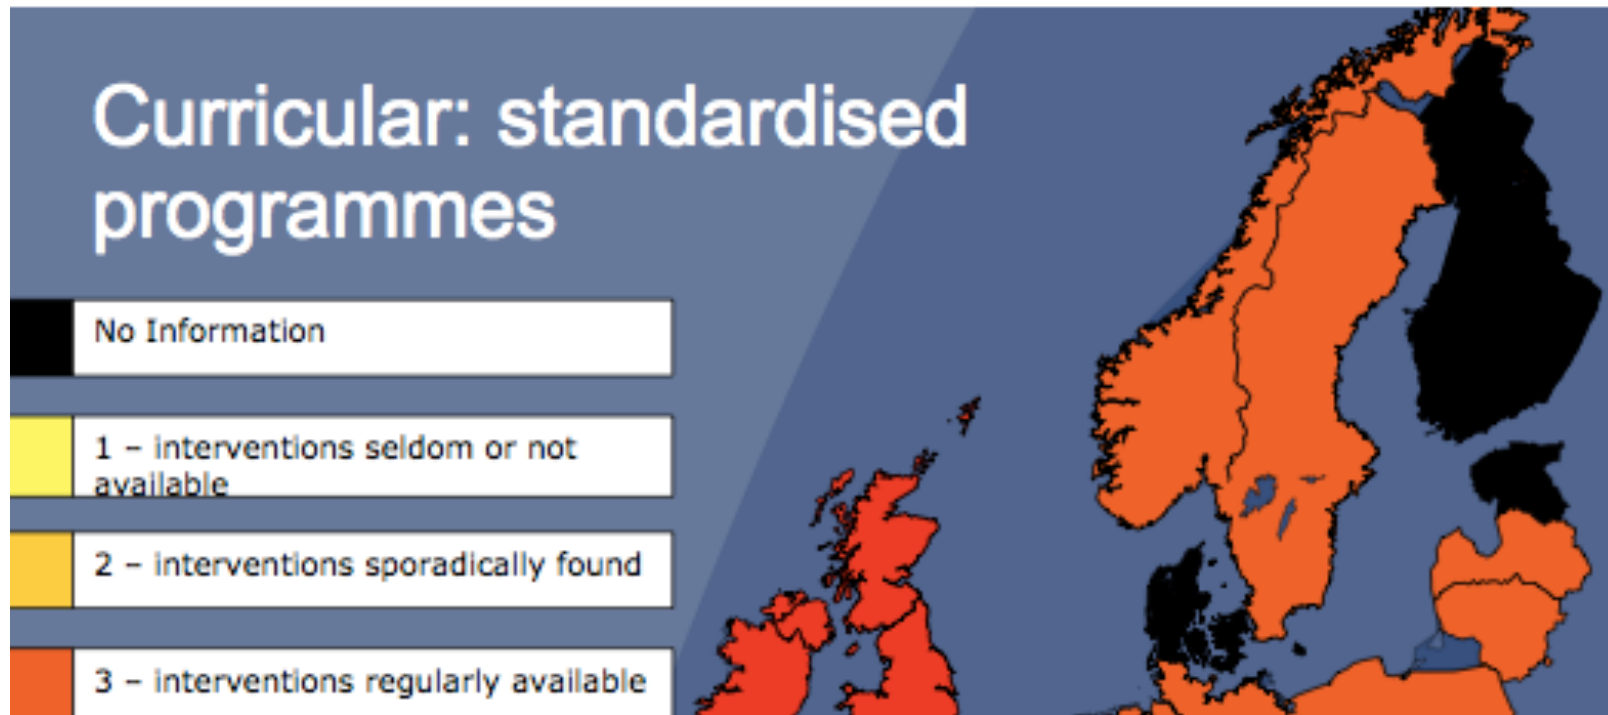 Curricular: standardised
programmes
No Information
1 – interventions seldom or not
available
2 – interventions sporadically found
3 – interventions regularly available